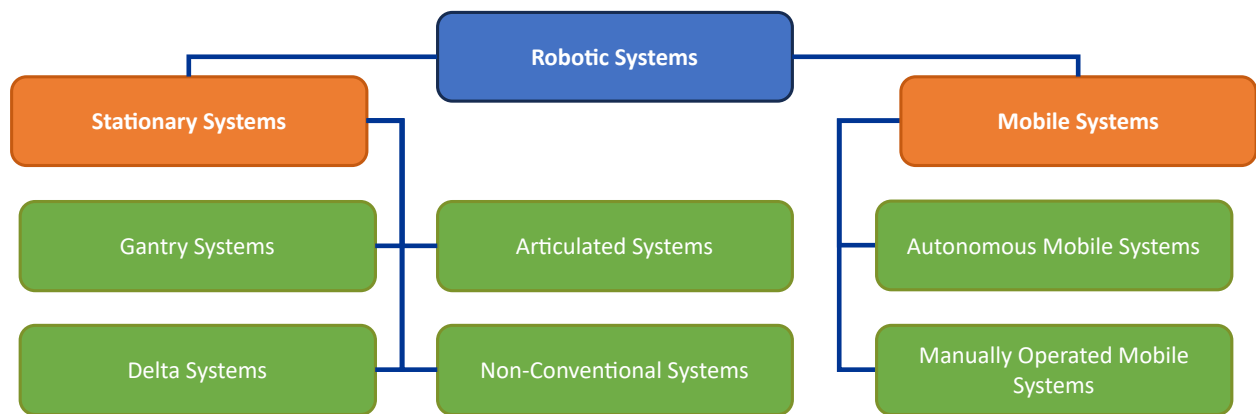 Robotic Systems
Stationary Systems
Mobile Systems
Gantry Systems
Articulated Systems
Autonomous Mobile Systems
Delta Systems
Non-Conventional Systems
Manually Operated Mobile
Systems